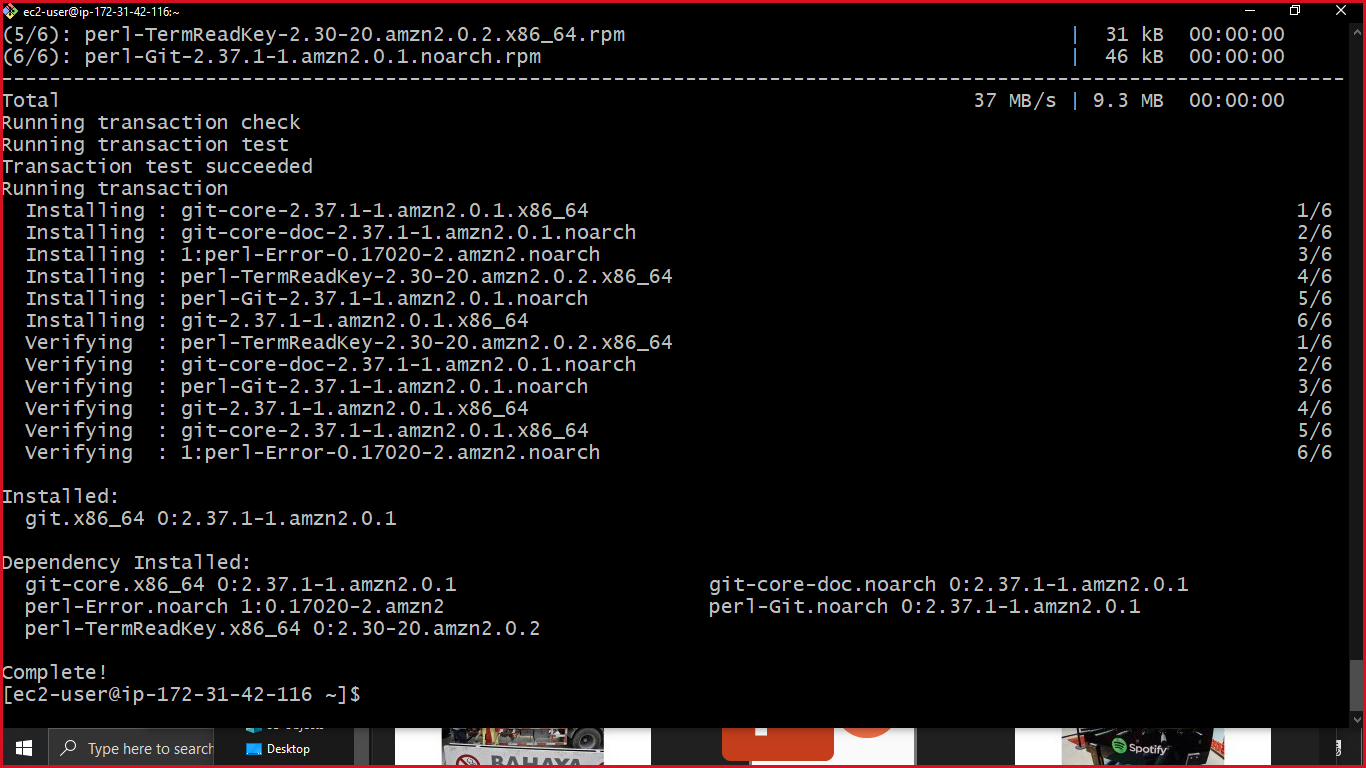 ec2-user@ip-172-31-42-116:~
(5/6): perl-TermReadKey-2.30-20.amzn2.0.2.x86_64.rpm | 31 kB 00:00:00
(6/6): perl-Git-2.37.1-1.amzn2.0.1.noarch.rpm | 46 kB 00:00:00
--------------------------------------------------------------------------------
Total 37 MB/s | 9.3 MB 00:00:00
Running transaction check
Running transaction test
Transaction test succeeded
Running transaction
Installing : git-core-2.37.1-1.amzn2.0.1.x86_64 1/6
Installing : git-core-doc-2.37.1-1.amzn2.0.1.noarch 2/6
Installing : 1:perl-Error-0.17020-2.amzn2.noarch 3/6
Installing : perl-TermReadKey-2.30-20.amzn2.0.2.x86_64 4/6
Installing : perl-Git-2.37.1-1.amzn2.0.1.noarch 5/6
Installing : git-2.37.1-1.amzn2.0.1.x86_64 6/6
Verifying : perl-TermReadKey-2.30-20.amzn2.0.2.x86_64 1/6
Verifying : git-core-doc-2.37.1-1.amzn2.0.1.noarch 2/6
Verifying : perl-Git-2.37.1-1.amzn2.0.1.noarch 3/6
Verifying : git-2.37.1-1.amzn2.0.1.x86_64 4/6
Verifying : git-core-2.37.1-1.amzn2.0.1.x86_64 5/6
Verifying : 1:perl-Error-0.17020-2.amzn2.noarch 6/6
Installed:
git.x86_64 0:2.37.1-1.amzn2.0.1
Dependency Installed:
git-core.x86_64 0:2.37.1-1.amzn2.0.1 git-core-doc.noarch 0:2.37.1-1.amzn2.0.1
perl-Error.noarch 1:0.17020-2.amzn2 perl-Git.noarch 0:2.37.1-1.amzn2.0.1
perl-TermReadKey.x86_64 0:2.30-20.amzn2.0.2
Complete!
[ec2-user@ip-172-31-42-116 ~]$
Type here to search
Desktop
BAHAYA
Spotify